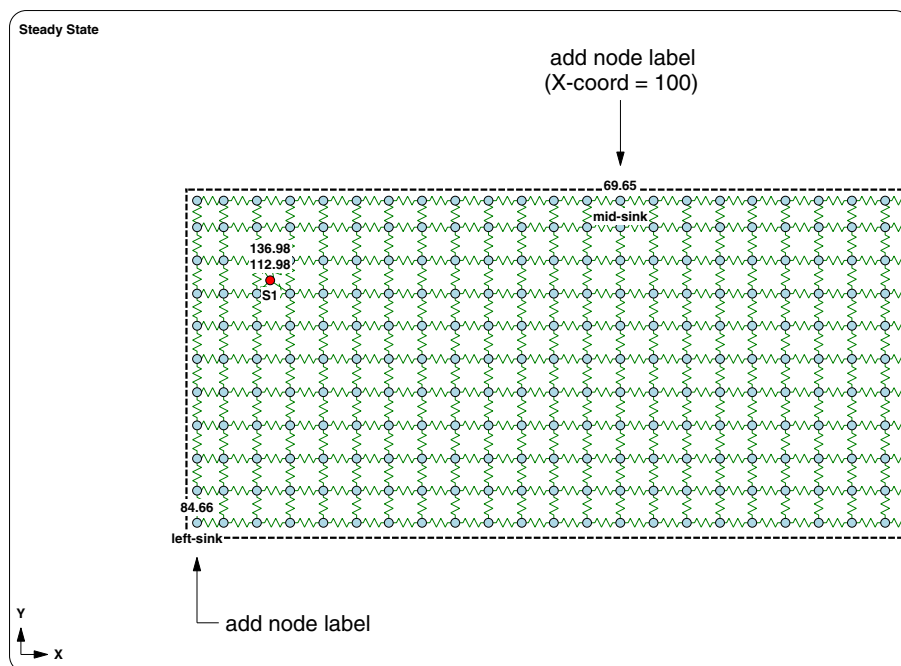 Steady State
add node label
(X-coord = 100)
69.65
mid-sink
136.98
112.98
S1
84.66
left-sink
add node label
Y
X